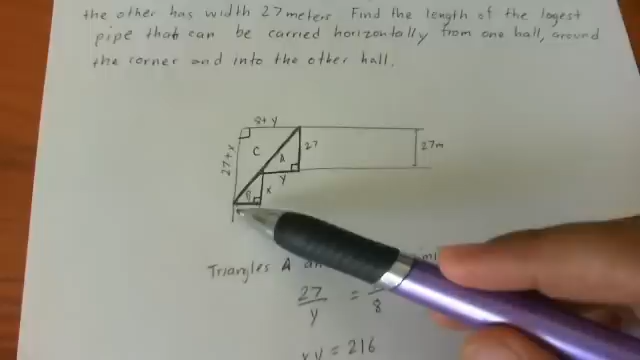 the other has width 27 meters. Find the length of the logest
pipe that can be carried horizontally from one hall, around
the corner and into the other hall.
8+y
27+x
C
A
27
27m
y
B
x
Triangles A
27/y = /8
xy = 216